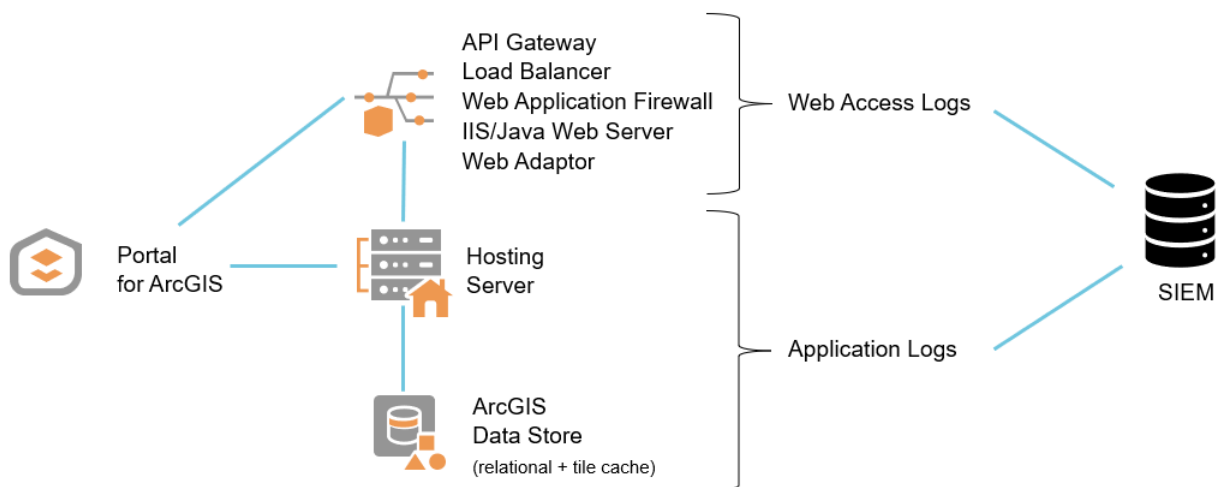 API Gateway
Load Balancer
Web Application Firewall
IIS/Java Web Server
Web Adaptor
Web Access Logs
Portal
for ArcGIS
Hosting
Server
SIEM
Application Logs
ArcGIS
Data Store
(relational + tile cache)